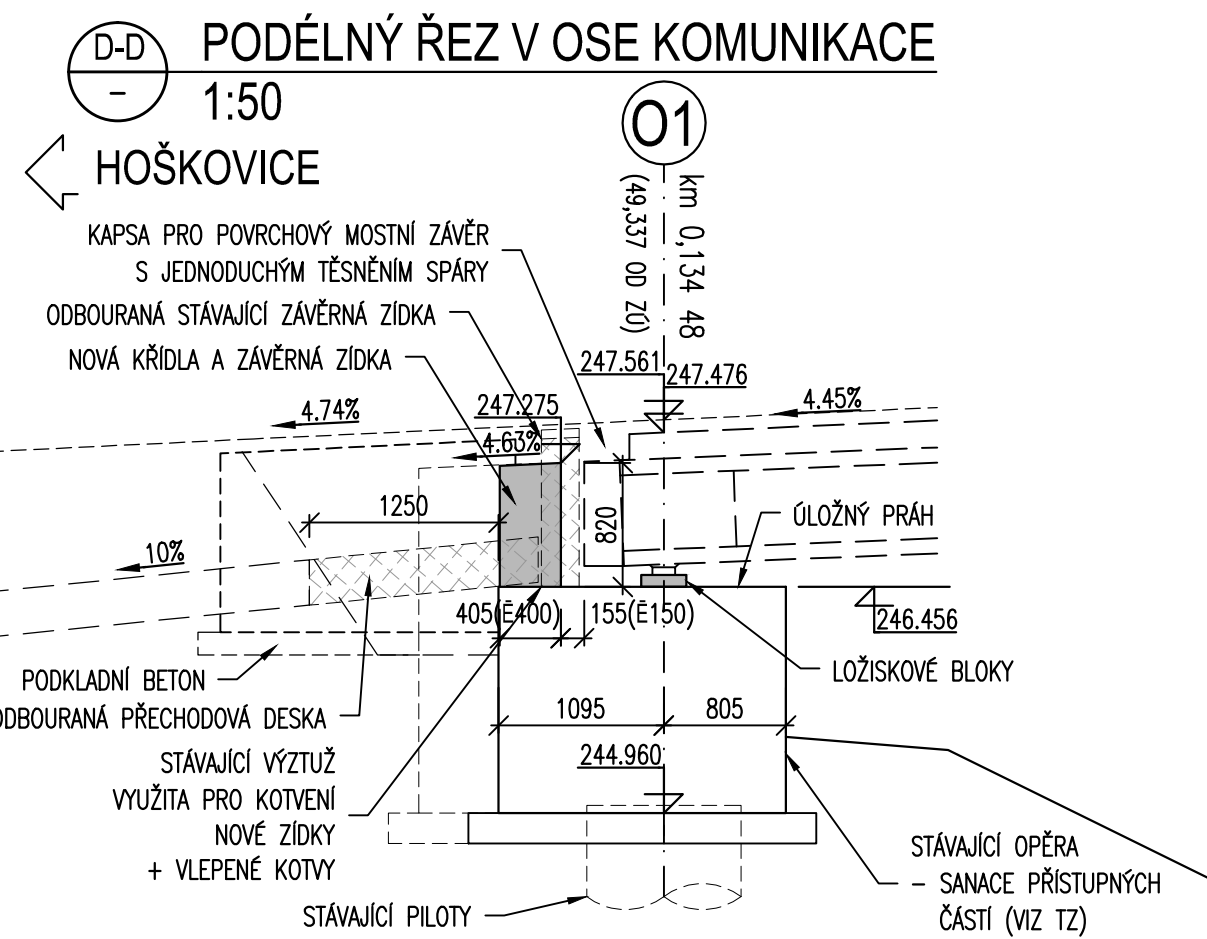 D-D
-
PODÉLNÝ ŘEZ V OSE KOMUNIKACE
1:50
HOŠKOVICE
O1
km 0,134 48
(49,337 OD ZÚ)
KAPSA PRO POVRCHOVÝ MOSTNÍ ZÁVĚR
S JEDNODUCHÝM TĚSNĚNÍM SPÁRY
ODBOURANÁ STÁVAJÍCÍ ZÁVĚRNÁ ZÍDKA
NOVÁ KŘÍDLA A ZÁVĚRNÁ ZÍDKA
247.561
247.476
247.275
4.74%
4.45%
4.63%
1250
820
ÚLOŽNÝ PRÁH
10%
405(Ē400)
155(Ē150)
246.456
PODKLADNÍ BETON
LOŽISKOVÉ BLOKY
ODBOURANÁ PŘECHODOVÁ DESKA
1095
805
244.960
STÁVAJÍCÍ VÝZTUŽ
VYUŽITA PRO KOTVENÍ
NOVÉ ZÍDKY
+ VLEPENÉ KOTVY
STÁVAJÍCÍ OPĚRA
- SANACE PŘÍSTUPNÝCH
ČÁSTÍ (VIZ TZ)
STÁVAJÍCÍ PILOTY